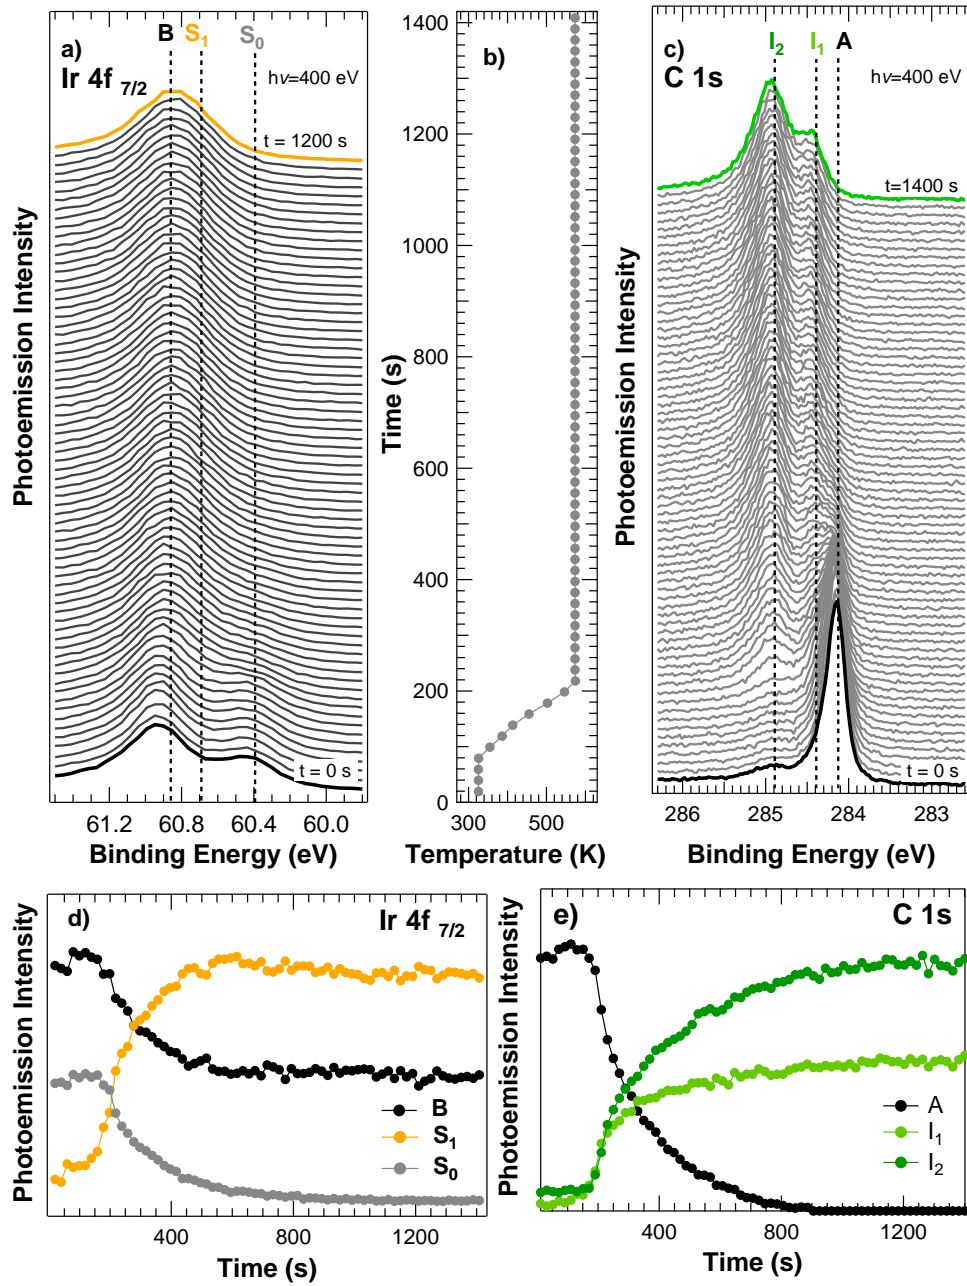 a)
B
S1
S0
Ir 4f 7/2
hν=400 eV
t = 1200 s
t = 0 s
Photoemission Intensity
61.2
60.8
60.4
60.0
Binding Energy (eV)
b)
1400
1200
1000
800
600
400
200
0
Time (s)
300
500
Temperature (K)
c)
I2
I1
A
C 1s
hν=400 eV
t=1400 s
t = 0 s
Photoemission Intensity
286
285
284
283
Binding Energy (eV)
d)
Ir 4f 7/2
B
S1
S0
Photoemission Intensity
400
800
1200
Time (s)
e)
C 1s
A
I1
I2
Photoemission Intensity
400
800
1200
Time (s)